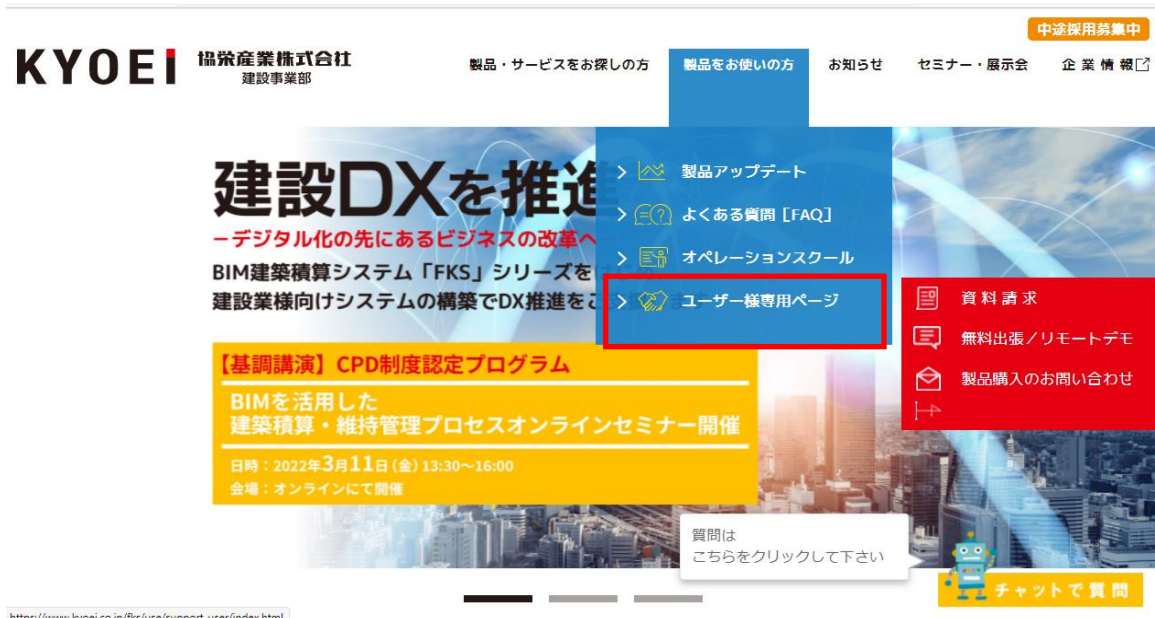 中途採用募集中
KYOEI 協栄産業株式会社
建設事業部
製品・サービスをお探しの方 製品をお使いの方 お知らせ セミナー・展示会 企業情報
製品アップデート
よくある質問［FAQ］
オペレーションスクール
ユーザー様専用ページ
建設DXを推進
－デジタル化の先にあるビジネスの改革へ
BIM建築積算システム「FKS」シリーズを
建設業様向けシステムの構築でDX推進をご
資料請求
無料出張／リモートデモ
製品購入のお問い合わせ
【基調講演】CPD制度認定プログラム
BIMを活用した
建築積算・維持管理プロセスオンラインセミナー開催
日時：2022年3月11日(金)13:30～16:00
会場：オンラインにて開催
質問は
こちらをクリックして下さい
チャットで質問